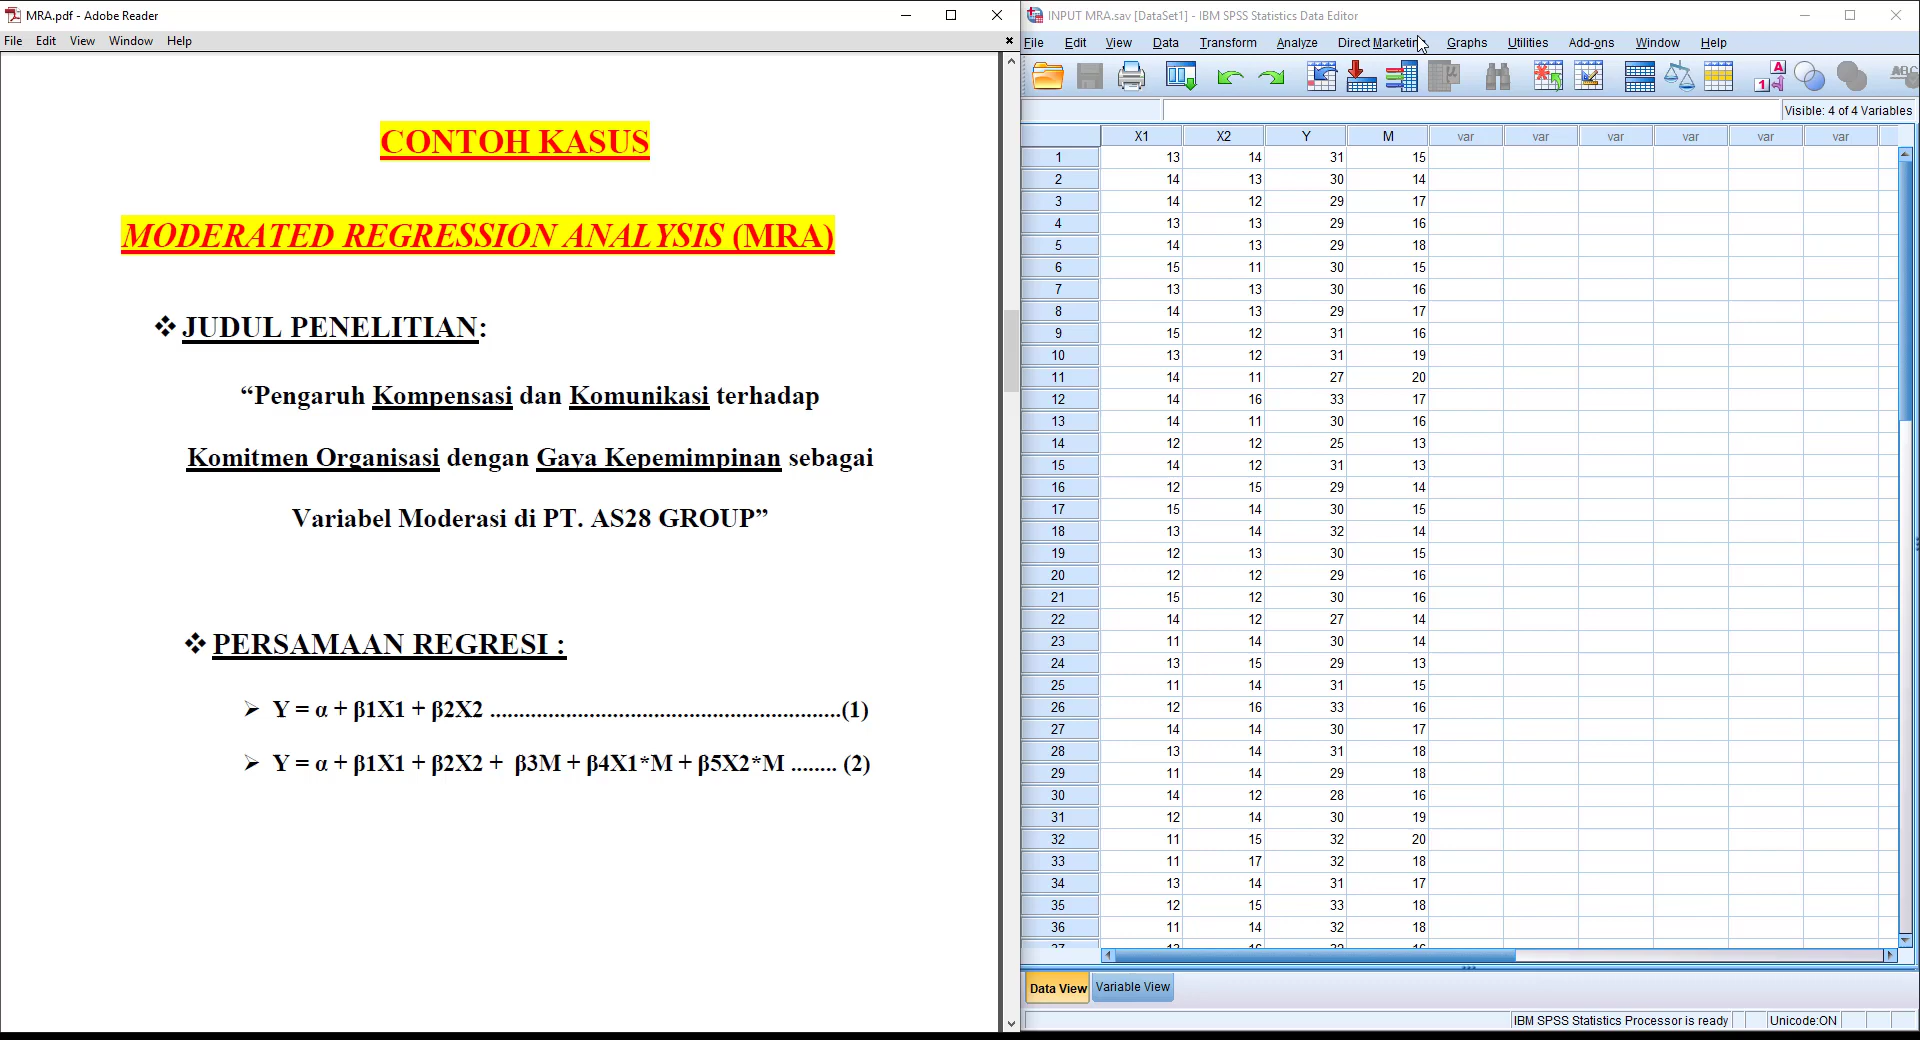 MRA.pdf - Adobe Reader
File Edit View Window Help
CONTOH KASUS
MODERATED REGRESSION ANALYSIS (MRA)
❖ JUDUL PENELITIAN:
“Pengaruh Kompensasi dan Komunikasi terhadap
Komitmen Organisasi dengan Gaya Kepemimpinan sebagai
Variabel Moderasi di PT. AS28 GROUP”
❖ PERSAMAAN REGRESI :
➢ Y = α + β1X1 + β2X2 ............................................................(1)
➢ Y = α + β1X1 + β2X2 + β3M + β4X1*M + β5X2*M ........ (2)
INPUT MRA.sav [DataSet1] - IBM SPSS Statistics Data Editor
File Edit View Data Transform Analyze Direct Marketing Graphs Utilities Add-ons Window Help
Visible: 4 of 4 Variables
X1 X2 Y M var var var var var var
1 13 14 31 15
2 14 13 30 14
3 14 12 29 17
4 13 13 29 16
5 14 13 29 18
6 15 11 30 15
7 13 13 30 16
8 14 13 29 17
9 15 12 31 16
10 13 12 31 19
11 14 11 27 20
12 14 16 33 17
13 14 11 30 16
14 12 12 25 13
15 14 12 31 13
16 12 15 29 14
17 15 14 30 15
18 13 14 32 14
19 12 13 30 15
20 12 12 29 16
21 15 12 30 16
22 14 12 27 14
23 11 14 30 14
24 13 15 29 13
25 11 14 31 15
26 12 16 33 16
27 14 14 30 17
28 13 14 31 18
29 11 14 29 18
30 14 12 28 16
31 12 14 30 19
32 11 15 32 20
33 11 17 32 18
34 13 14 31 17
35 12 15 33 18
36 11 14 32 18
Data View Variable View
IBM SPSS Statistics Processor is ready Unicode:ON